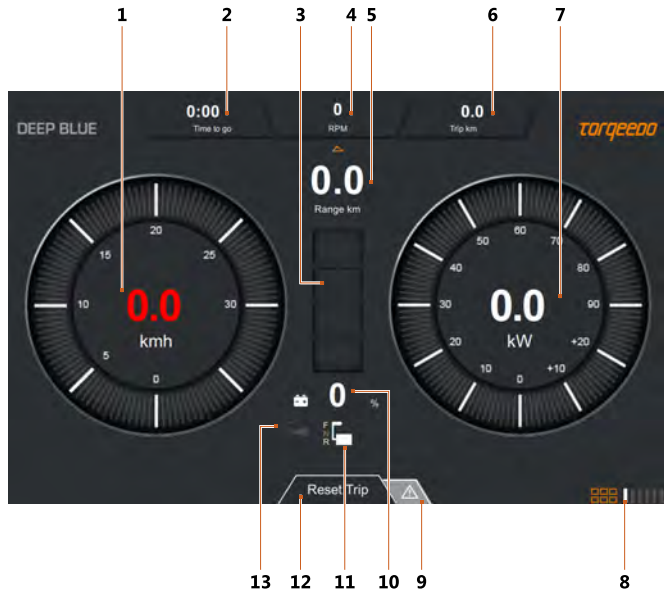 1 2 3 4 5 6 7
0:00 0 0.0
Time to go RPM Trip km
DEEP BLUE
TORQEEDO
0.0
Range km
20
15 25
10 30
5
0
0.0
kmh
60
50 70
40 80
30 90
20 +20
10 +10
0
0.0
kW
0 %
F
N
R
Reset Trip
13 12 11 10 9 8